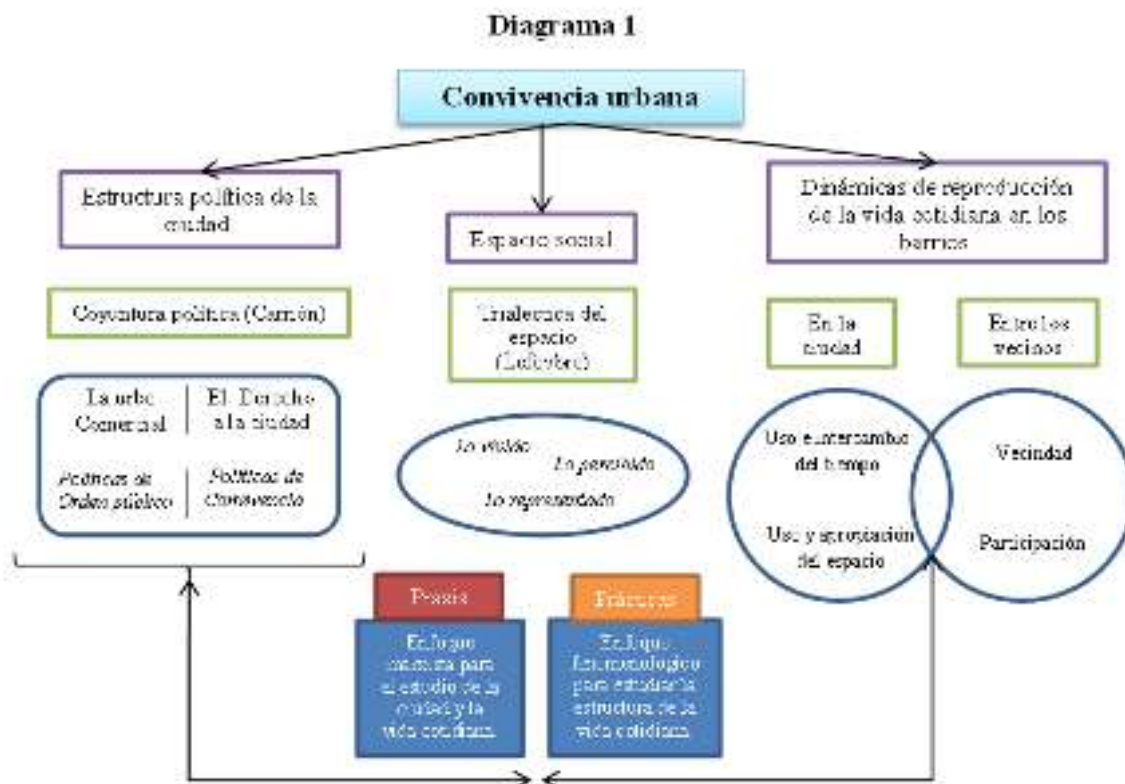 Diagrama 1
Convivencia urbana
Estructura política de la
ciudad
Espacio social
Dinámicas de reproducción
de la vida cotidiana en los
barrios
Coyuntura política (Carrión)
Trialectica del
espacio
(Lefevbre)
En la
ciudad
Entre los
vecinos
La urbe
Comercial
El Derecho
a la ciudad
Políticas de
Orden público
Políticas de
Convivencia
Lo vivido
Lo percibido
Lo representado
Uso e intercambio
del tiempo
Uso y apropiación
del espacio
Vecindad
Participación
Praxis
Enfoque
marxista para
el estudio de la
ciudad y la
vida cotidiana
Prácticas
Enfoque
para estudiar la
estructura de la
vida cotidiana